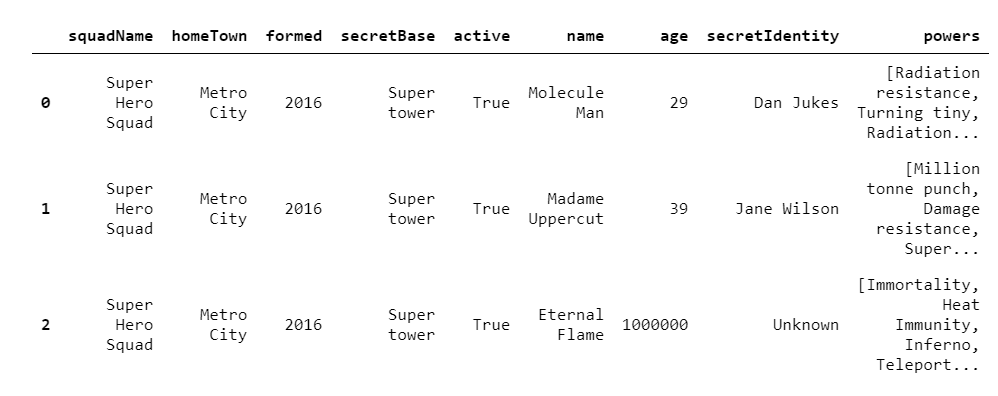 squadName homeTown formed secretBase active name age secretIdentity powers
0 Super Hero Squad Metro City 2016 Super tower True Molecule Man 29 Dan Jukes [Radiation resistance, Turning tiny, Radiation...
1 Super Hero Squad Metro City 2016 Super tower True Madame Uppercut 39 Jane Wilson [Million tonne punch, Damage resistance, Super...
2 Super Hero Squad Metro City 2016 Super tower True Eternal Flame 1000000 Unknown [Immortality, Heat Immunity, Inferno, Teleport...